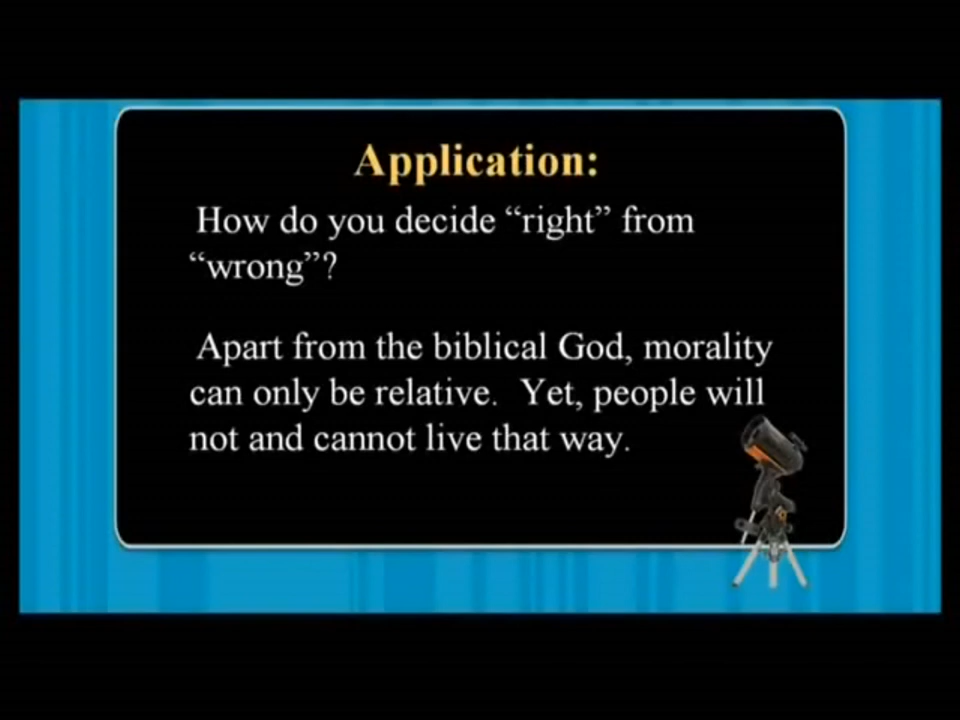 Application:
How do you decide “right” from
“wrong”?
Apart from the biblical God, morality
can only be relative.  Yet, people will
not and cannot live that way.